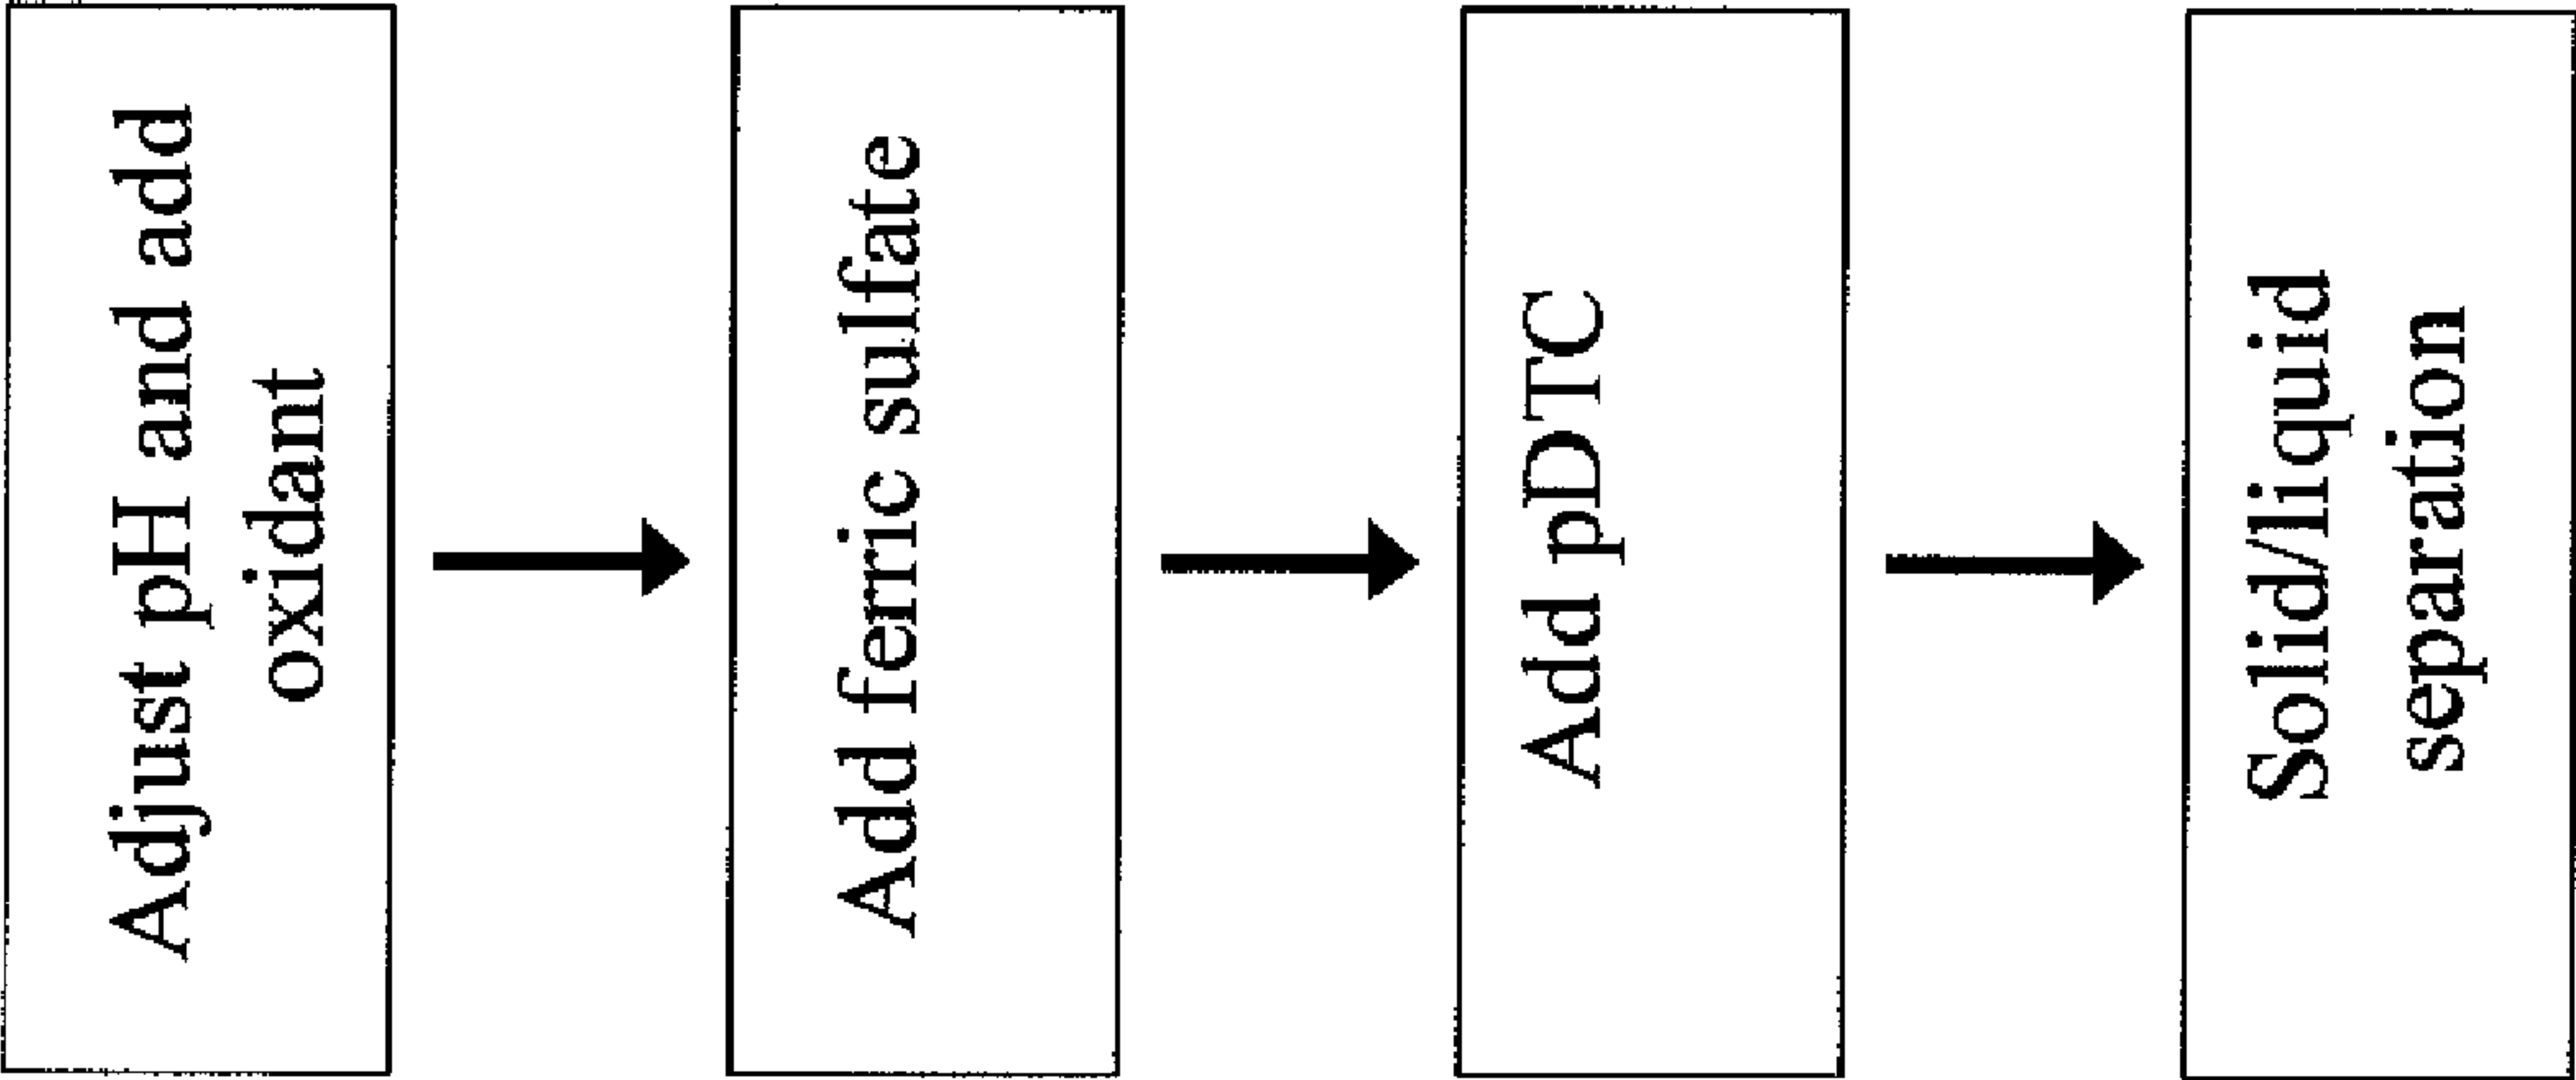 Adjust pH and add
oxidant
Add ferric sulfate
Add pDTC
Solid/liquid
separation